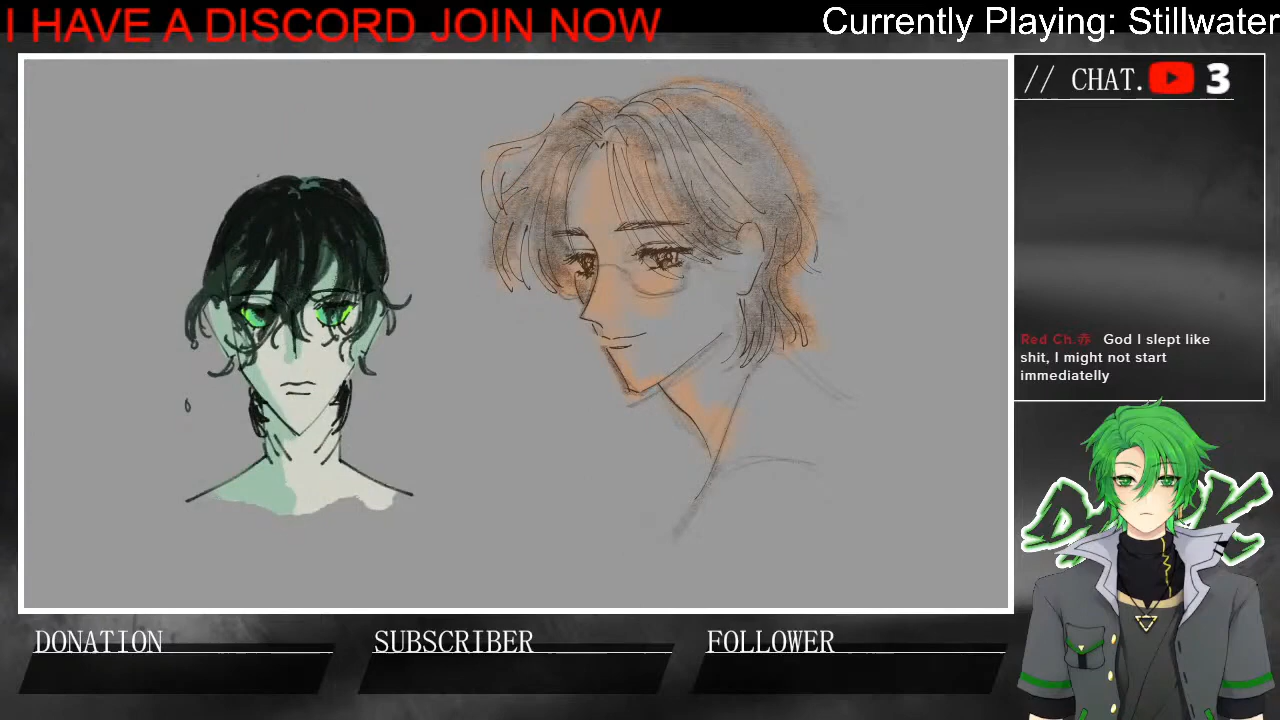 I HAVE A DISCORD JOIN NOW
Currently Playing: Stillwater
// CHAT. 3
Red Ch.赤 God I slept like
shit, I might not start
immediatelly
DONATION
SUBSCRIBER
FOLLOWER